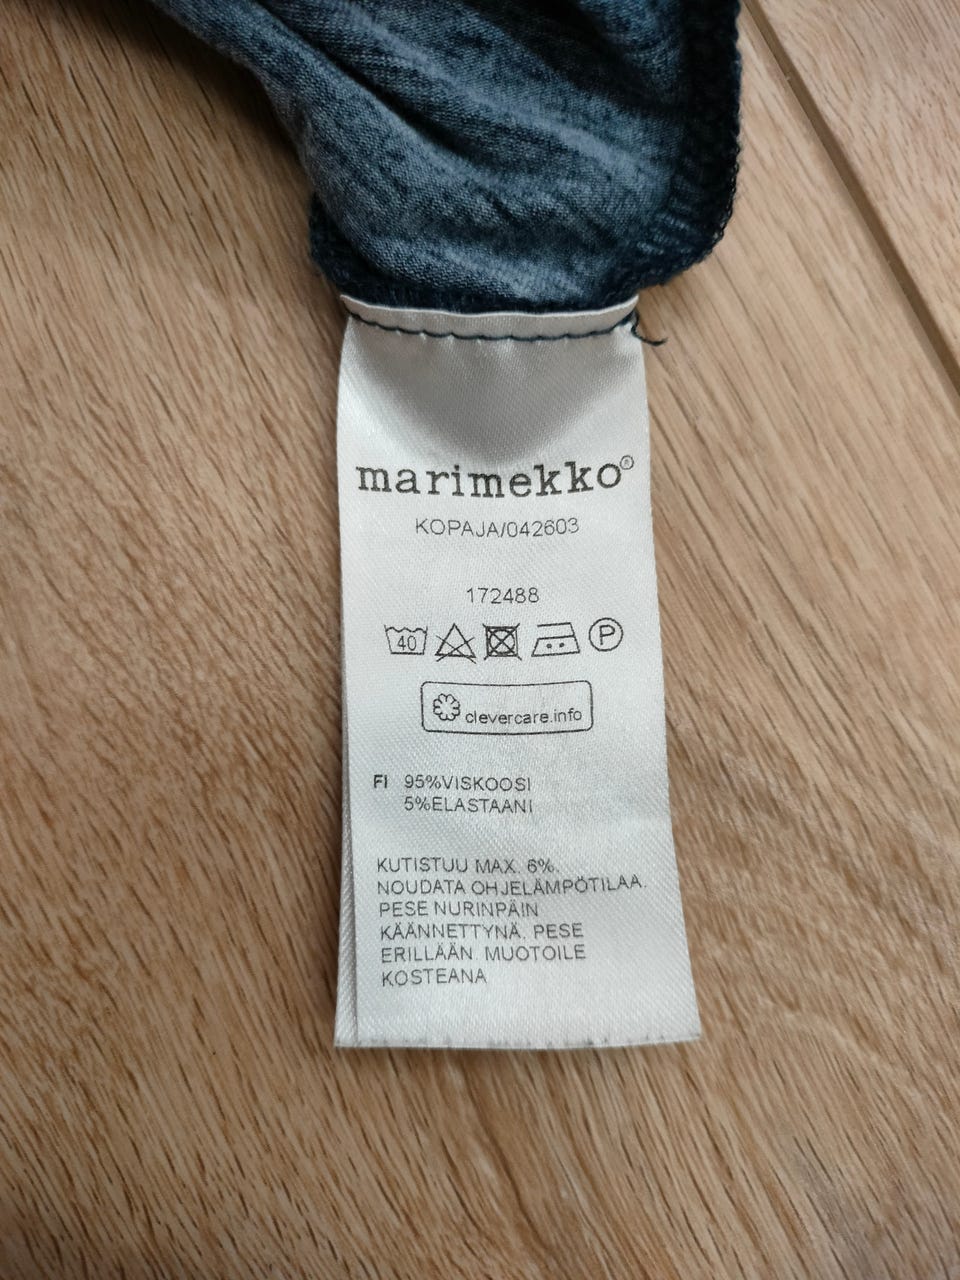 marimekko®
KOPAJA/042603
172488
40 P
clevercare.info
FI 95%VISKOOSI
5%ELASTAANI
KUTISTUU MAX. 6%.
NOUDATA OHJELÄMPÖTILAA.
PESE NURINPÄIN
KÄÄNNETTYNÄ. PESE
ERILLÄÄN. MUOTOILE
KOSTEANA